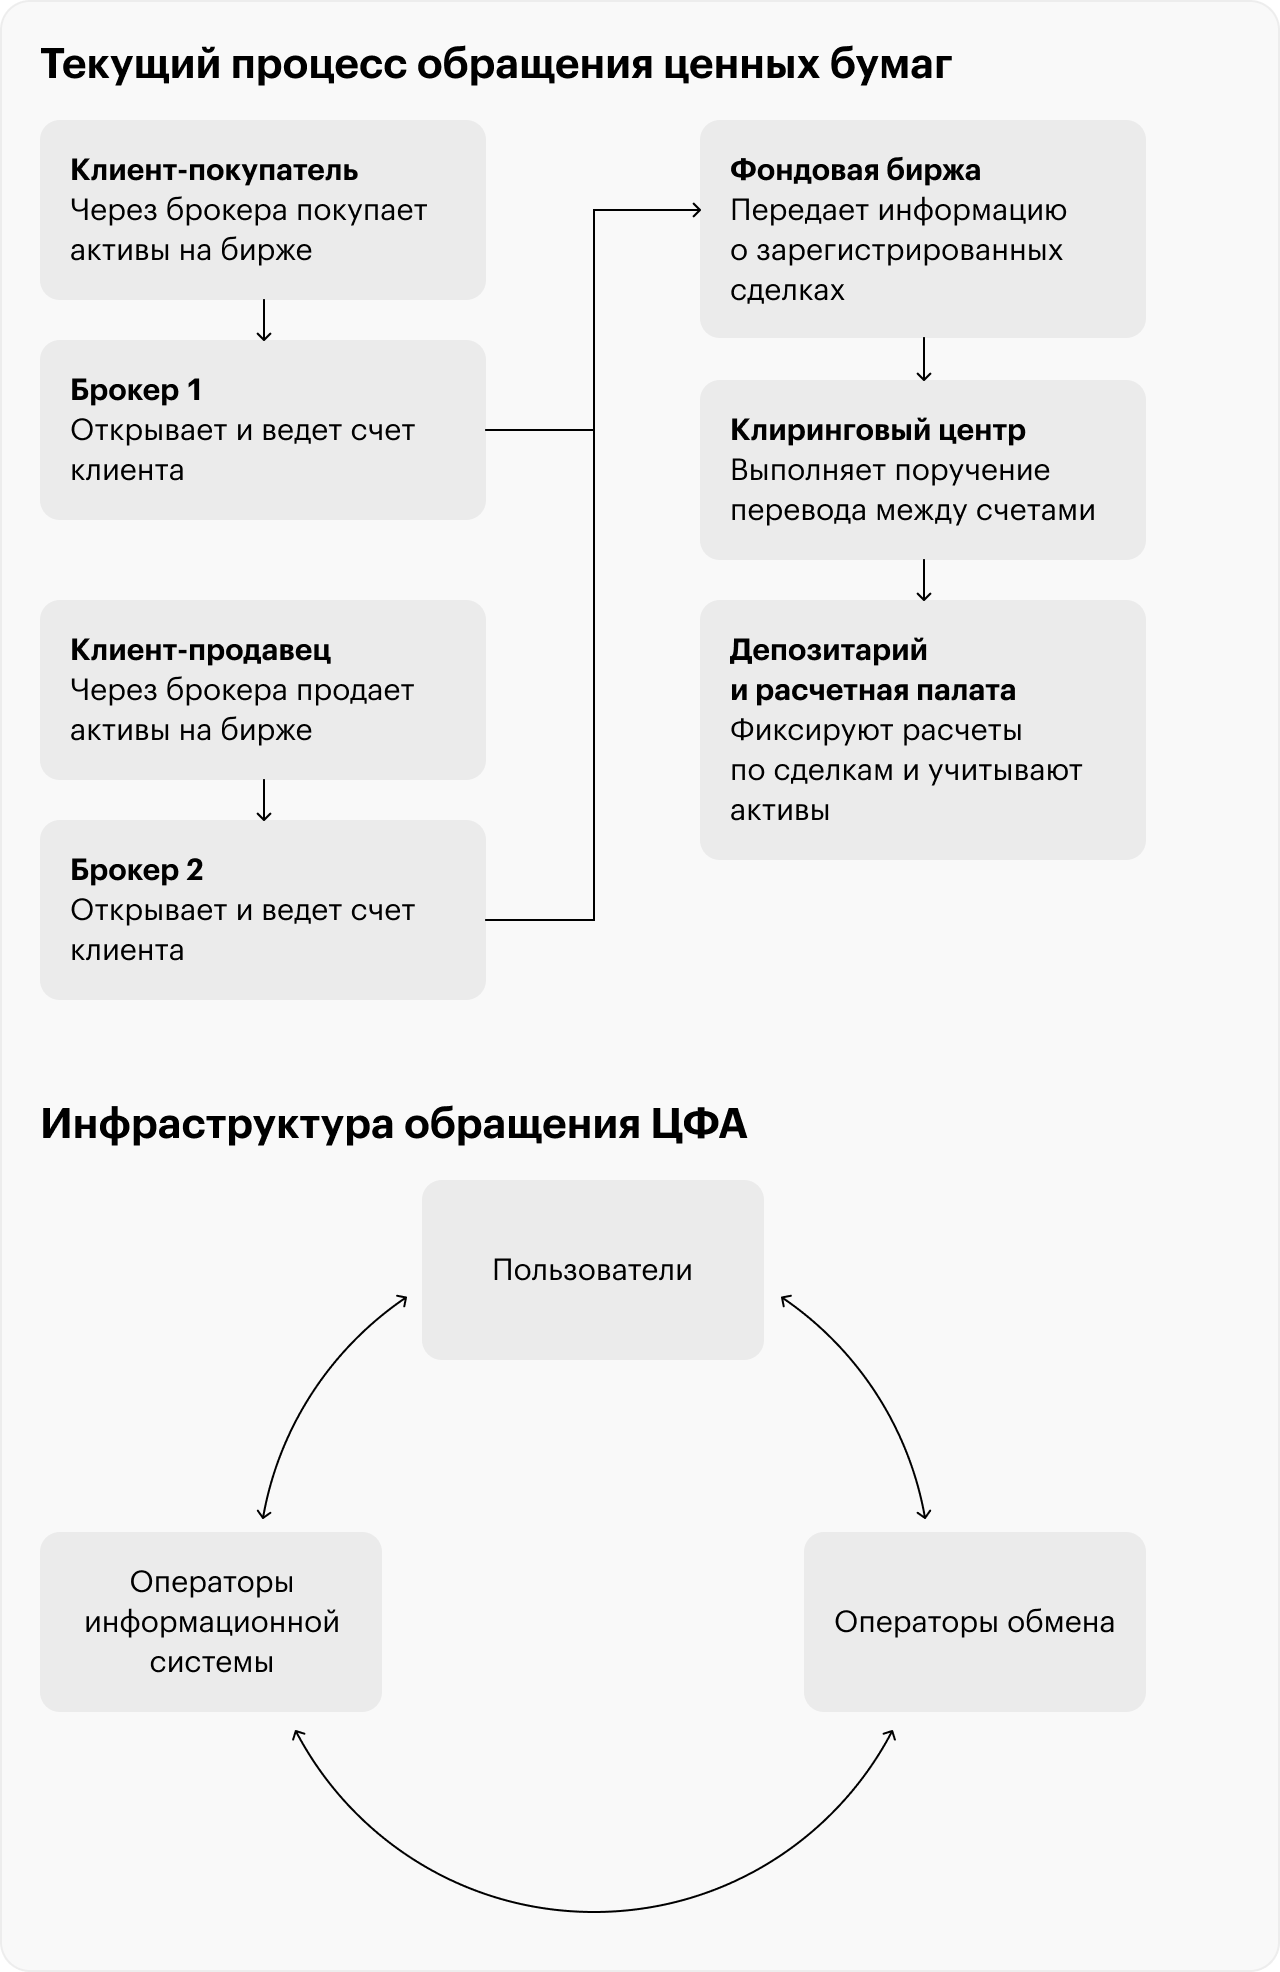 Текущий процесс обращения ценных бумаг
Клиент-покупатель
Через брокера покупает
активы на бирже
Брокер 1
Открывает и ведет счет
клиента
Клиент-продавец
Через брокера продает
активы на бирже
Брокер 2
Открывает и ведет счет
клиента
Фондовая биржа
Передает информацию
о зарегистрированных
сделках
Клиринговый центр
Выполняет поручение
перевода между счетами
Депозитарий
и расчетная палата
Фиксируют расчеты
по сделкам и учитывают
активы
Инфраструктура обращения ЦФА
Пользователи
Операторы
информационной
системы
Операторы обмена